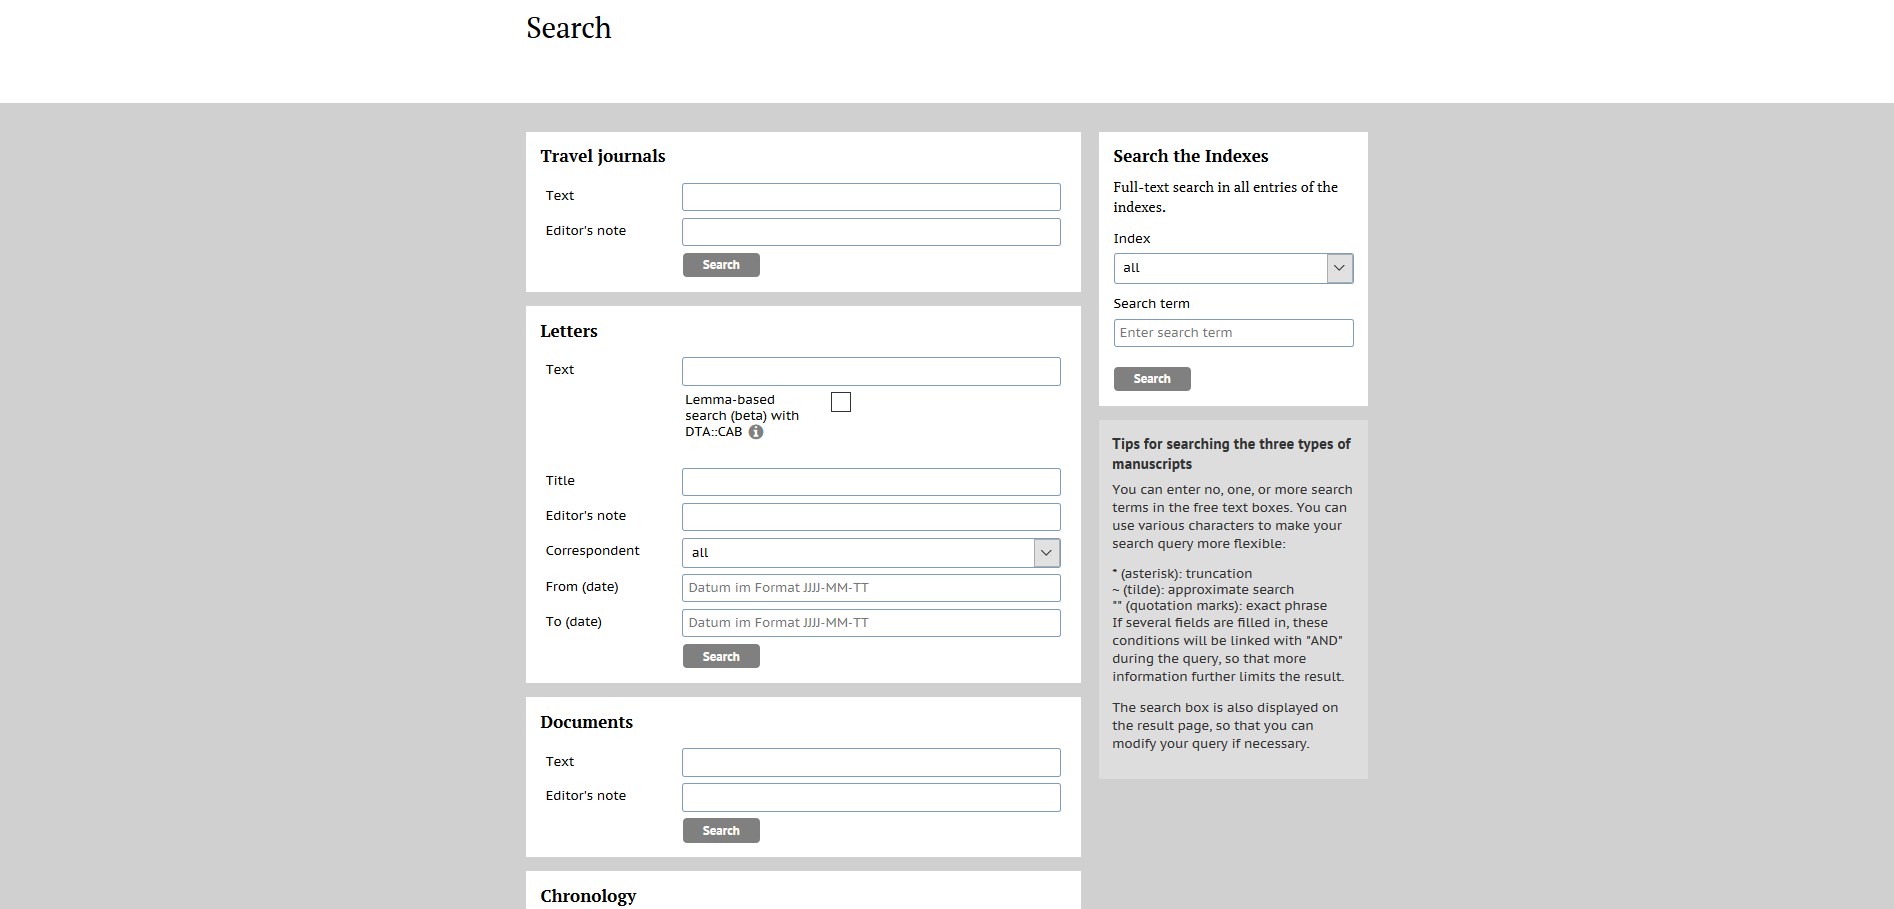 Search
Travel journals
Text
Editor's note
Search
Letters
Text
Lemma-based
search (beta) with
DTA::CAB
Title
Editor's note
Correspondent
all
From (date)
Datum im Format JJJJ-MM-TT
To (date)
Datum im Format JJJJ-MM-TT
Search
Documents
Text
Editor's note
Search
Chronology
Search the Indexes
Full-text search in all entries of the
indexes.
Index
all
Search term
Enter search term
Search
Tips for searching the three types of
manuscripts
You can enter no, one, or more search
terms in the free text boxes. You can
use various characters to make your
search query more flexible:
* (asterisk): truncation
~ (tilde): approximate search
"" (quotation marks): exact phrase
If several fields are filled in, these
conditions will be linked with "AND"
during the query, so that more
information further limits the result.
The search box is also displayed on
the result page, so that you can
modify your query if necessary.